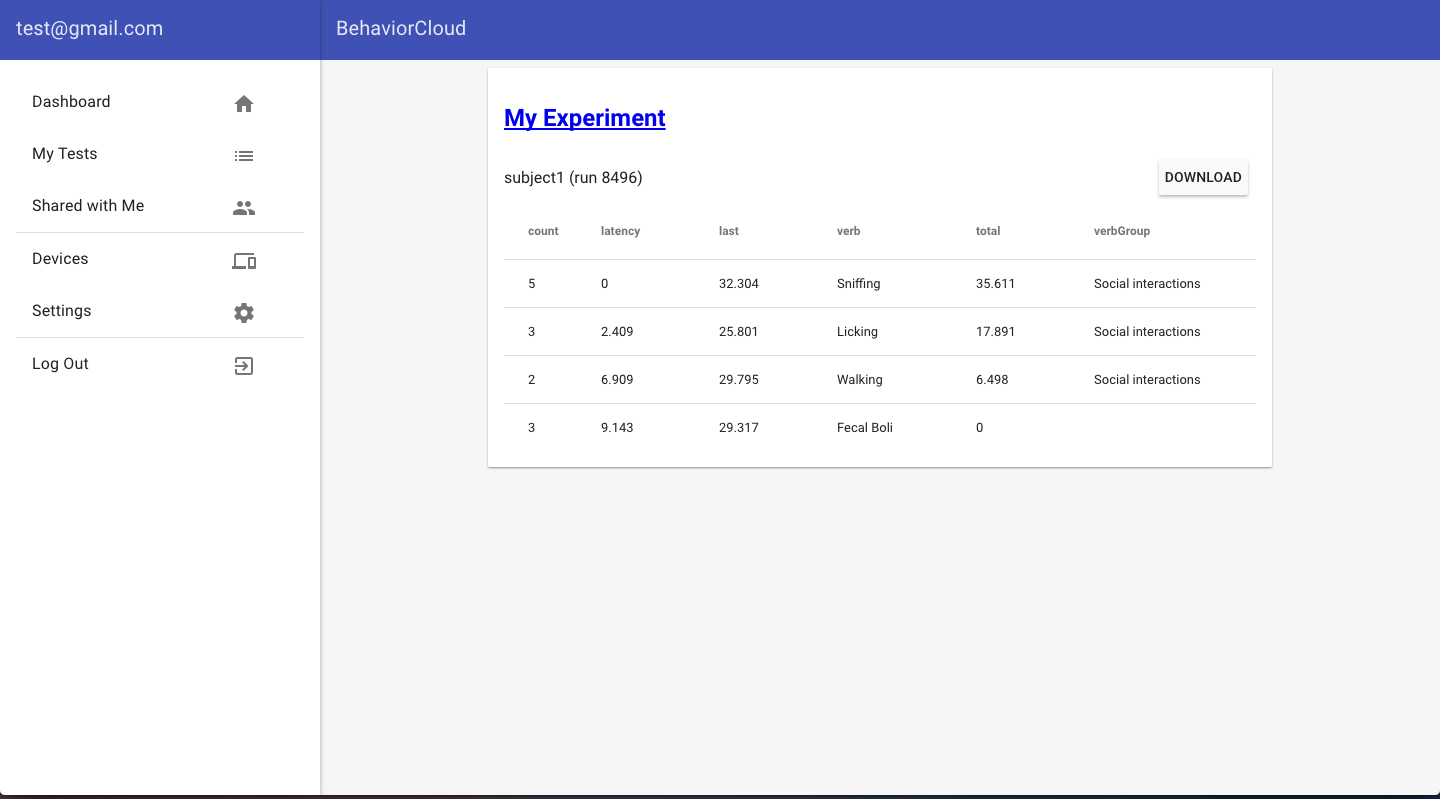 test@gmail.com
BehaviorCloud
Dashboard
My Tests
Shared with Me
Devices
Settings
Log Out
My Experiment
subject1 (run 8496)
DOWNLOAD
count latency last verb total verbGroup
5 0 32.304 Sniffing 35.611 Social interactions
3 2.409 25.801 Licking 17.891 Social interactions
2 6.909 29.795 Walking 6.498 Social interactions
3 9.143 29.317 Fecal Boli 0